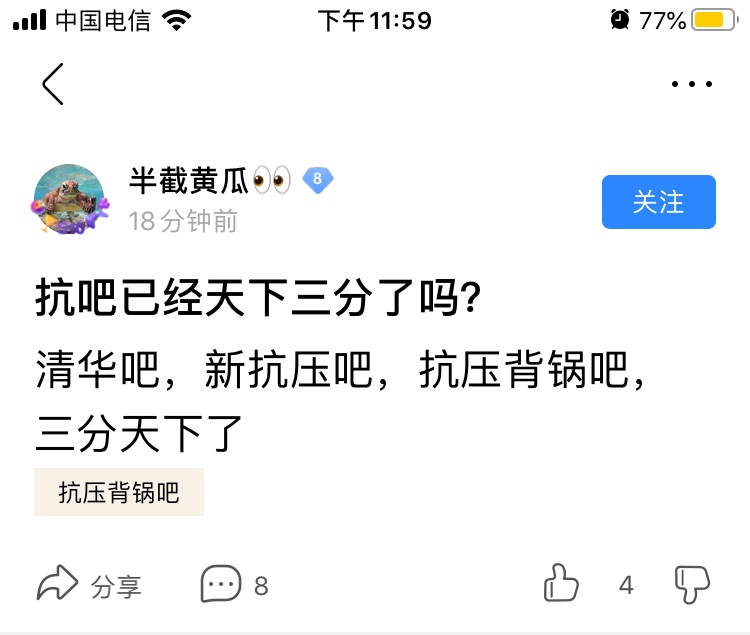 中国电信 下午11:59 77%
半截黄瓜👀 8
18分钟前
关注
抗吧已经天下三分了吗?
清华吧，新抗压吧，抗压背锅吧，
三分天下了
抗压背锅吧
分享 8 4